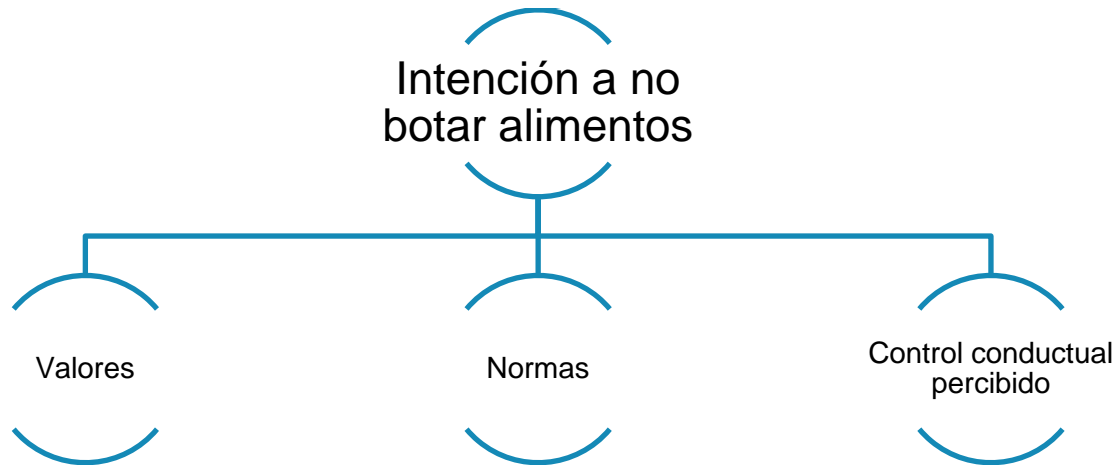 Intención a no
botar alimentos
Valores
Normas
Control conductual
percibido